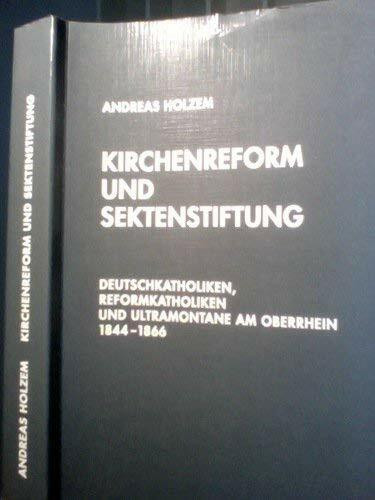 ANDREAS HOLZEM
KIRCHENREFORM
UND
SEKTENSTIFTUNG
DEUTSCHKATHOLIKEN,
REFORMKATHOLIKEN
UND ULTRAMONTANE AM OBERRHEIN
1844–1866
ANDREAS HOLZEM KIRCHENREFORM UND SEKTENSTIFTUNG